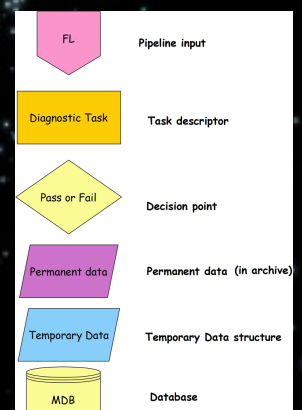 FL
Pipeline input
Diagnostic Task
Task descriptor
Pass or Fail
Decision point
Permanent data
Permanent data (in archive)
Temporary Data
Temporary Data structure
MDB
Database